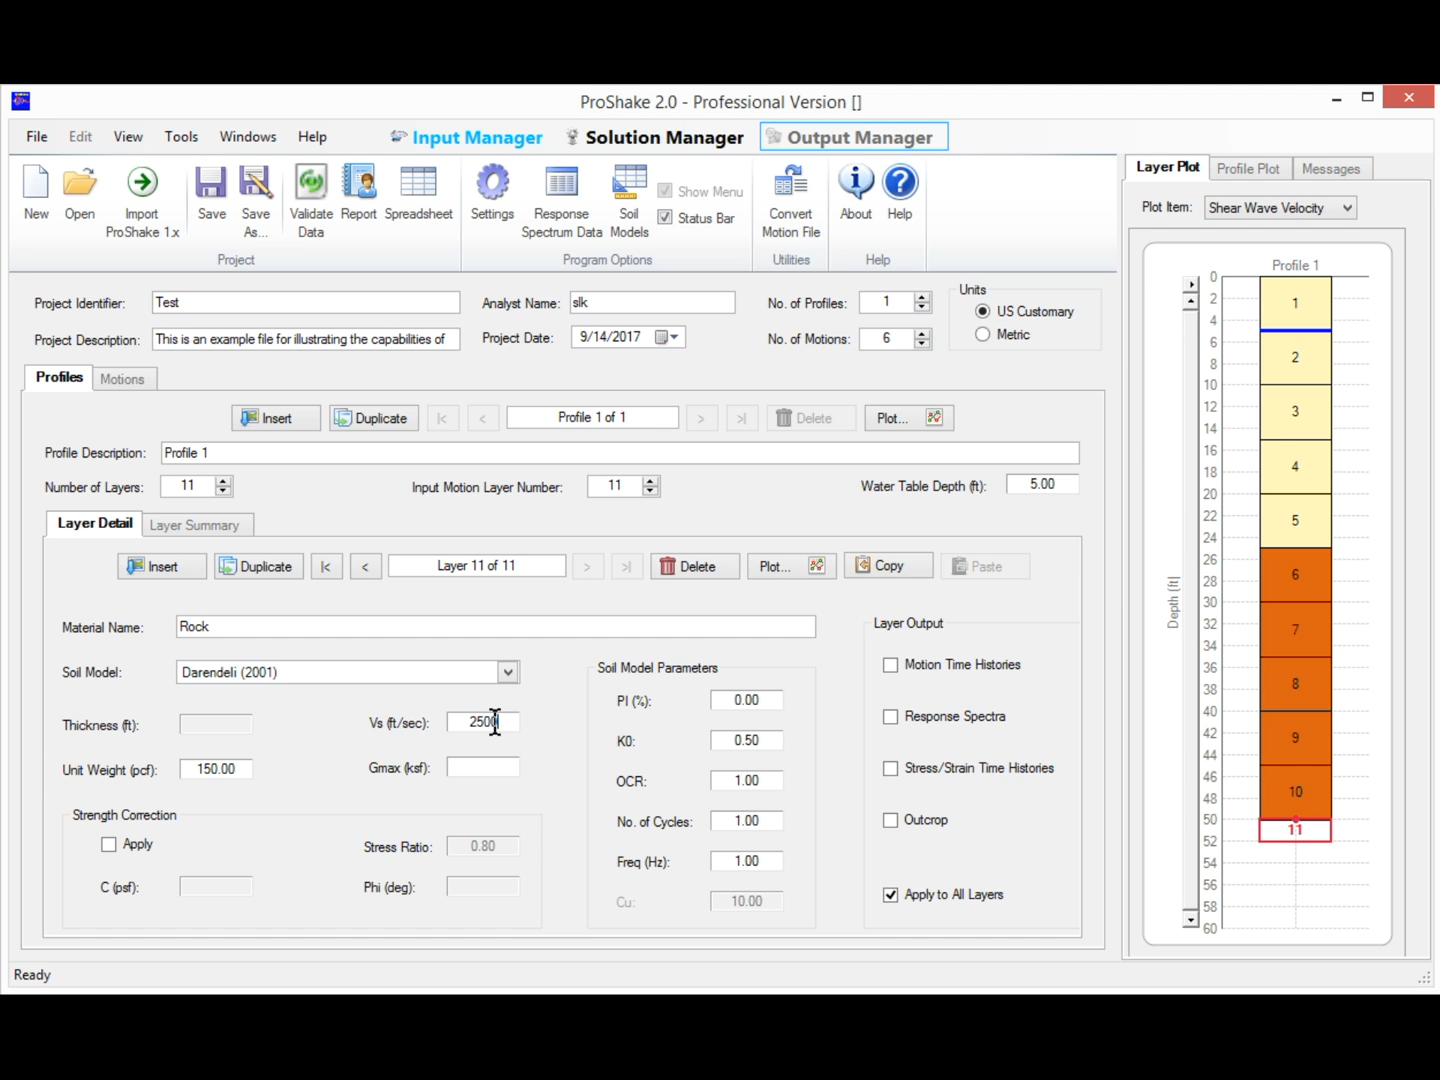 ProShake 2.0 - Professional Version []
File Edit View Tools Windows Help Input Manager Solution Manager Output Manager
New Open Import ProShake 1.x Save Save As... Validate Data Report Spreadsheet Settings Response Spectrum Data Soil Models Show Menu Status Bar Convert Motion File About Help
Project Program Options Utilities Help
Project Identifier: Test Analyst Name: slk No. of Profiles: 1 Units US Customary
Project Description: This is an example file for illustrating the capabilities of Project Date: 9/14/2017 No. of Motions: 6 Metric
Profiles Motions
Insert Duplicate |< < Profile 1 of 1 > >| Delete Plot...
Profile Description: Profile 1
Number of Layers: 11 Input Motion Layer Number: 11 Water Table Depth (ft): 5.00
Layer Detail Layer Summary
Insert Duplicate |< < Layer 11 of 11 > >| Delete Plot... Copy Paste
Material Name: Rock
Soil Model: Darendeli (2001)
Thickness (ft): Vs (ft/sec): 2500
Unit Weight (pcf): 150.00 Gmax (ksf):
Strength Correction
Apply Stress Ratio: 0.80
C (psf): Phi (deg):
Soil Model Parameters
PI (%): 0.00
K0: 0.50
OCR: 1.00
No. of Cycles: 1.00
Freq (Hz): 1.00
Cu: 10.00
Layer Output
Motion Time Histories
Response Spectra
Stress/Strain Time Histories
Outcrop
Apply to All Layers
Layer Plot Profile Plot Messages
Plot Item: Shear Wave Velocity
Profile 1
Depth (ft)
0
2
4
6
8
10
12
14
16
18
20
22
24
26
28
30
32
34
36
38
40
42
44
46
48
50
52
54
56
58
60
1
2
3
4
5
6
7
8
9
10
11
Ready